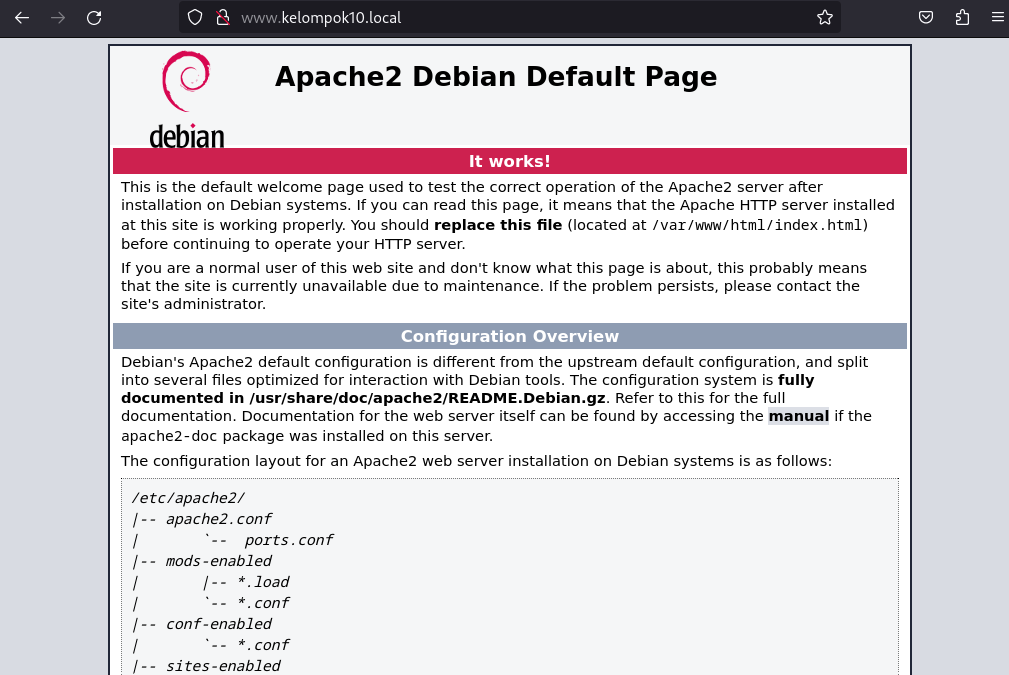 www.kelompok10.local
Apache2 Debian Default Page
debian
It works!
This is the default welcome page used to test the correct operation of the Apache2 server after
installation on Debian systems. If you can read this page, it means that the Apache HTTP server installed
at this site is working properly. You should replace this file (located at /var/www/html/index.html)
before continuing to operate your HTTP server.
If you are a normal user of this web site and don't know what this page is about, this probably means
that the site is currently unavailable due to maintenance. If the problem persists, please contact the
site's administrator.
Configuration Overview
Debian's Apache2 default configuration is different from the upstream default configuration, and split
into several files optimized for interaction with Debian tools. The configuration system is fully
documented in /usr/share/doc/apache2/README.Debian.gz. Refer to this for the full
documentation. Documentation for the web server itself can be found by accessing the manual if the
apache2-doc package was installed on this server.
The configuration layout for an Apache2 web server installation on Debian systems is as follows:
/etc/apache2/
|-- apache2.conf
|       `--  ports.conf
|-- mods-enabled
|       |-- *.load
|       `-- *.conf
|-- conf-enabled
|       `-- *.conf
|-- sites-enabled